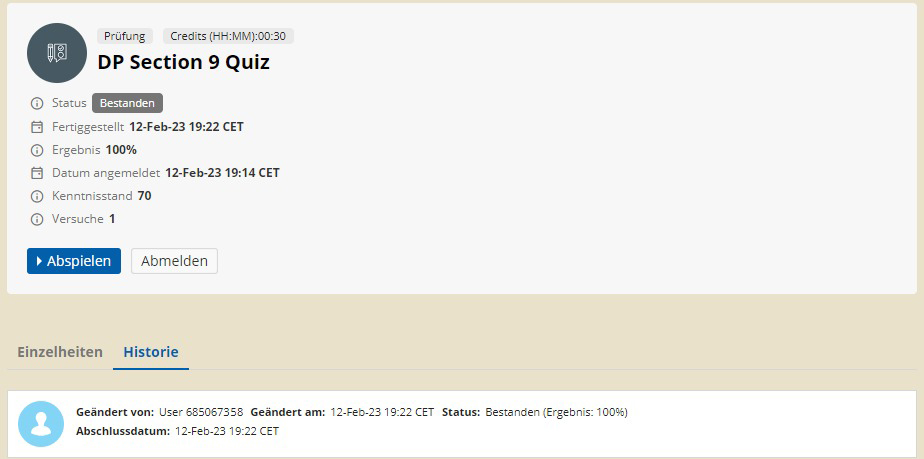 Prüfung Credits (HH:MM):00:30
DP Section 9 Quiz
Status Bestanden
Fertiggestellt 12-Feb-23 19:22 CET
Ergebnis 100%
Datum angemeldet 12-Feb-23 19:14 CET
Kenntnisstand 70
Versuche 1
Abspielen Abmelden
Einzelheiten Historie
Geändert von: User 685067358 Geändert am: 12-Feb-23 19:22 CET Status: Bestanden (Ergebnis: 100%)
Abschlussdatum: 12-Feb-23 19:22 CET